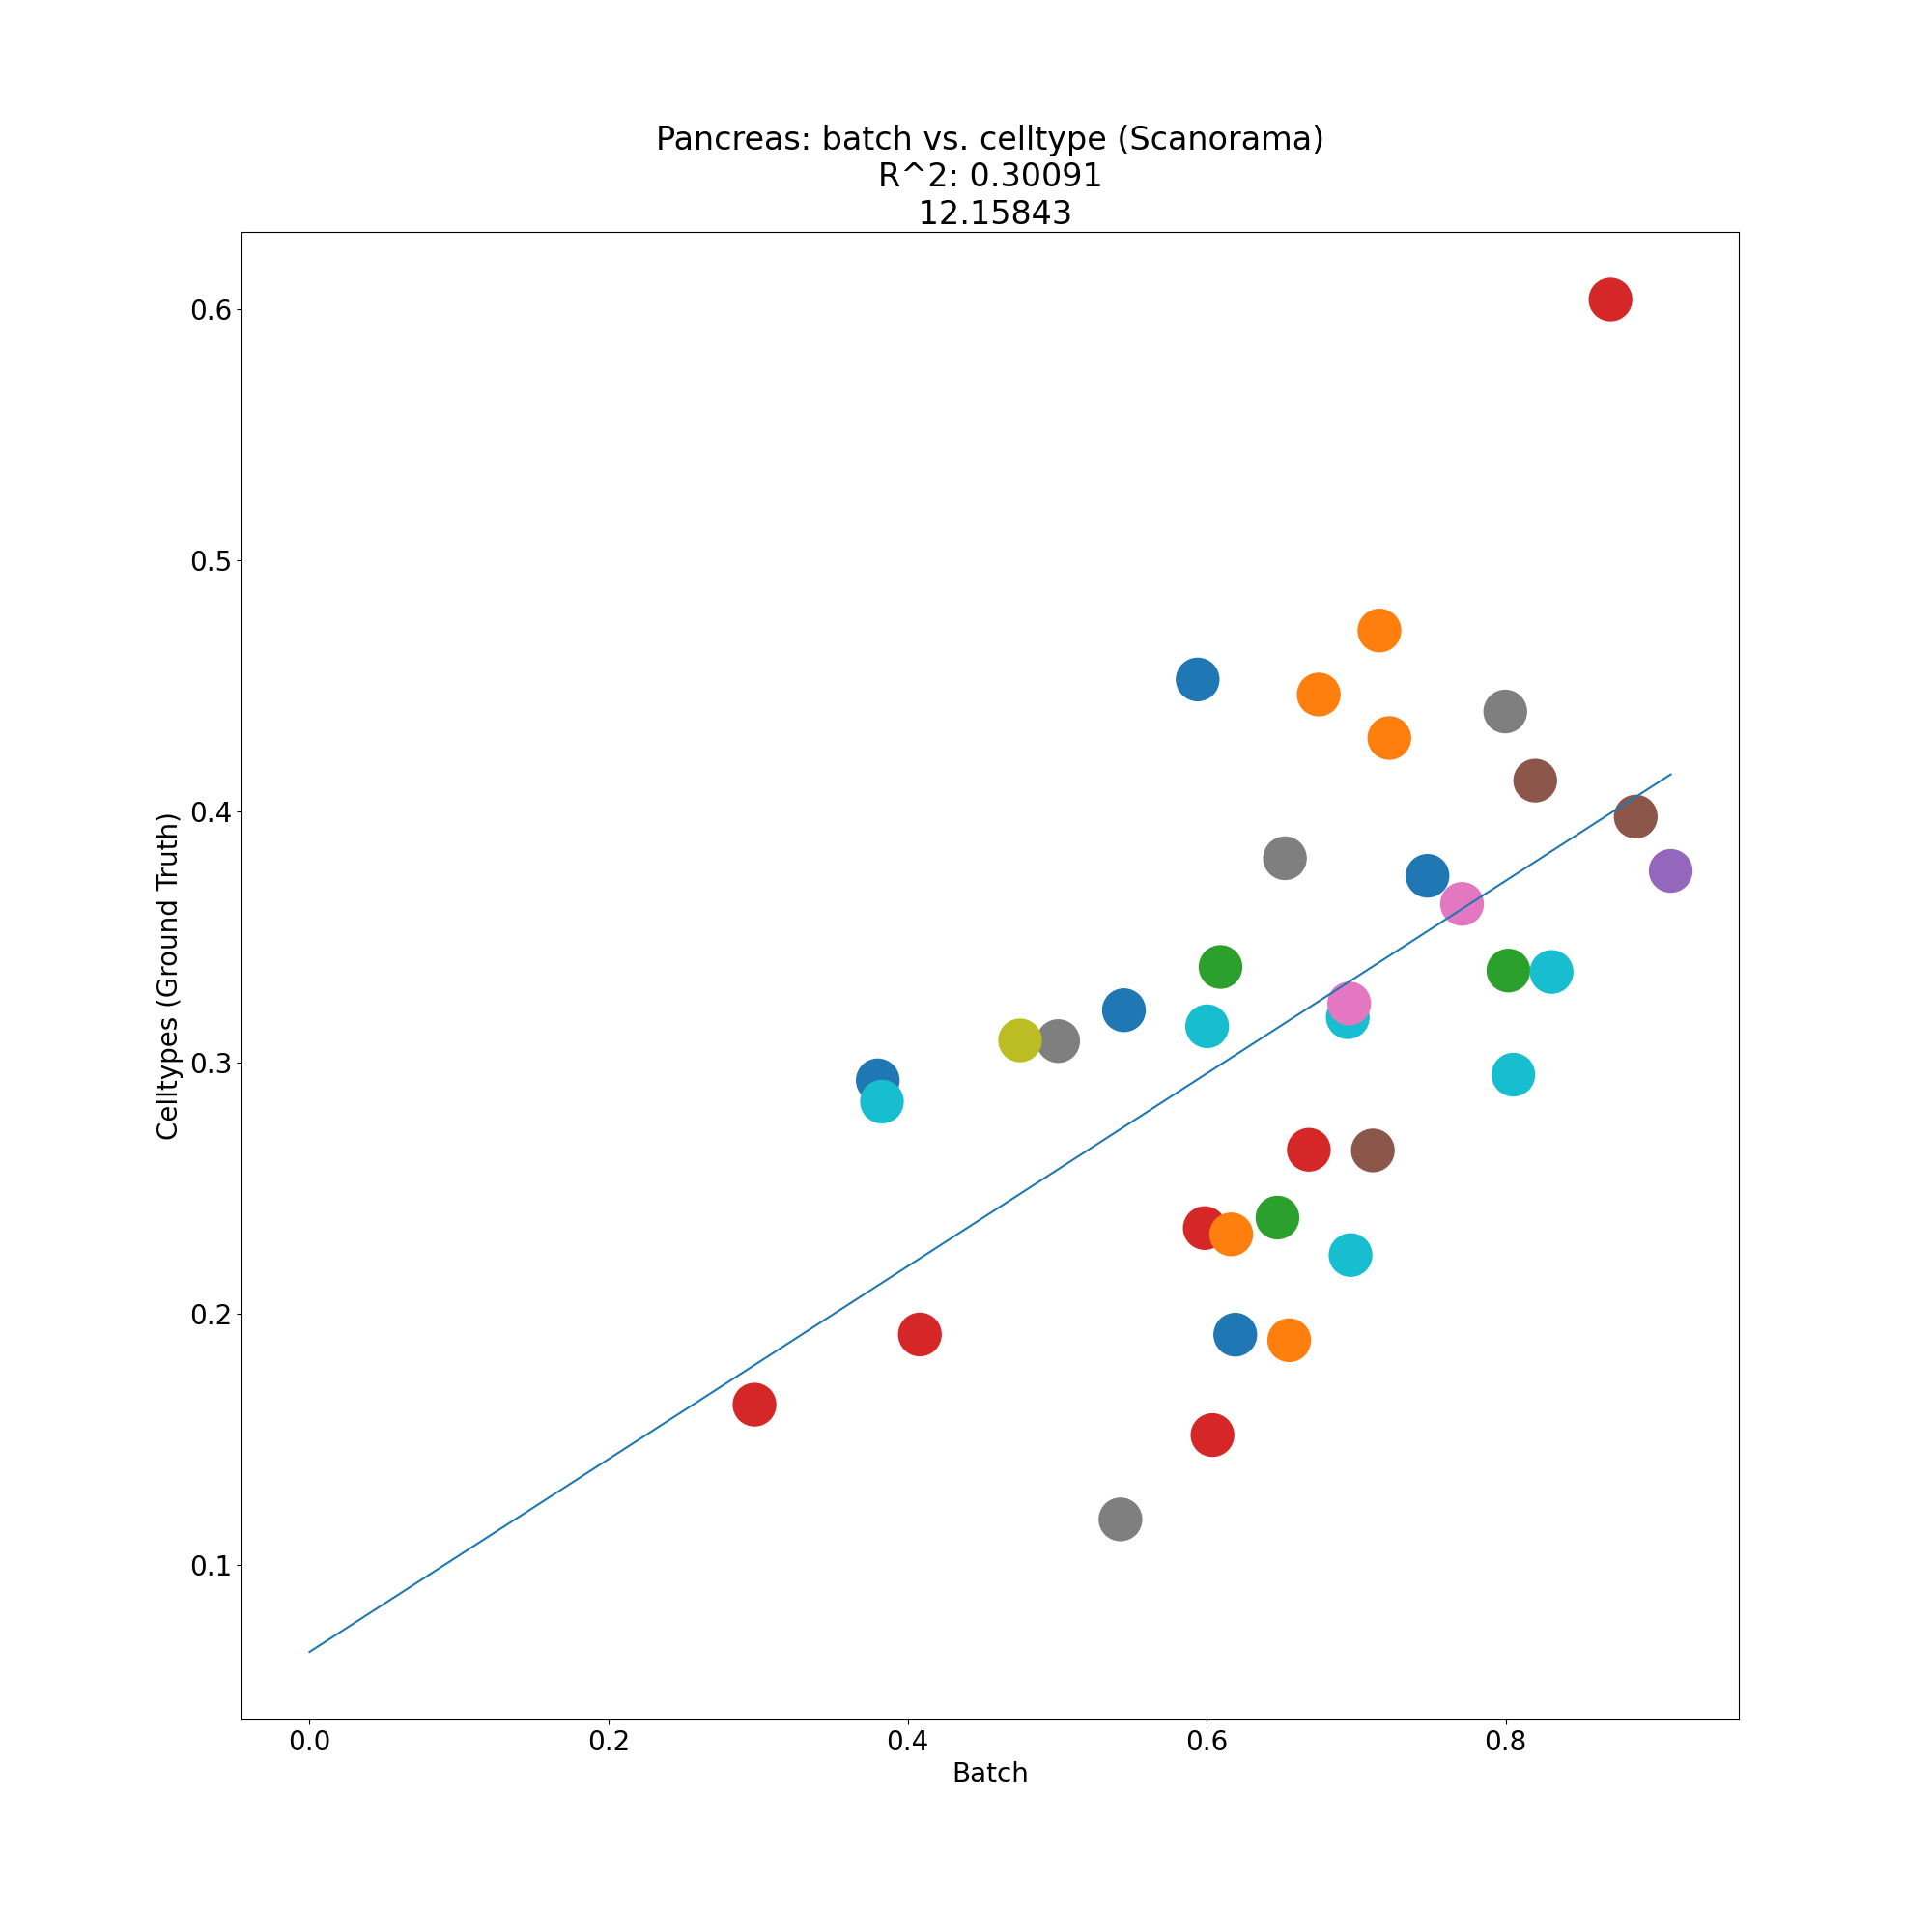 Pancreas: batch vs. celltype (Scanorama)
R^2: 0.30091
12.15843
Celltypes (Ground Truth)
0.6
0.5
0.4
0.3
0.2
0.1
0.0 0.2 0.4 0.6 0.8
Batch